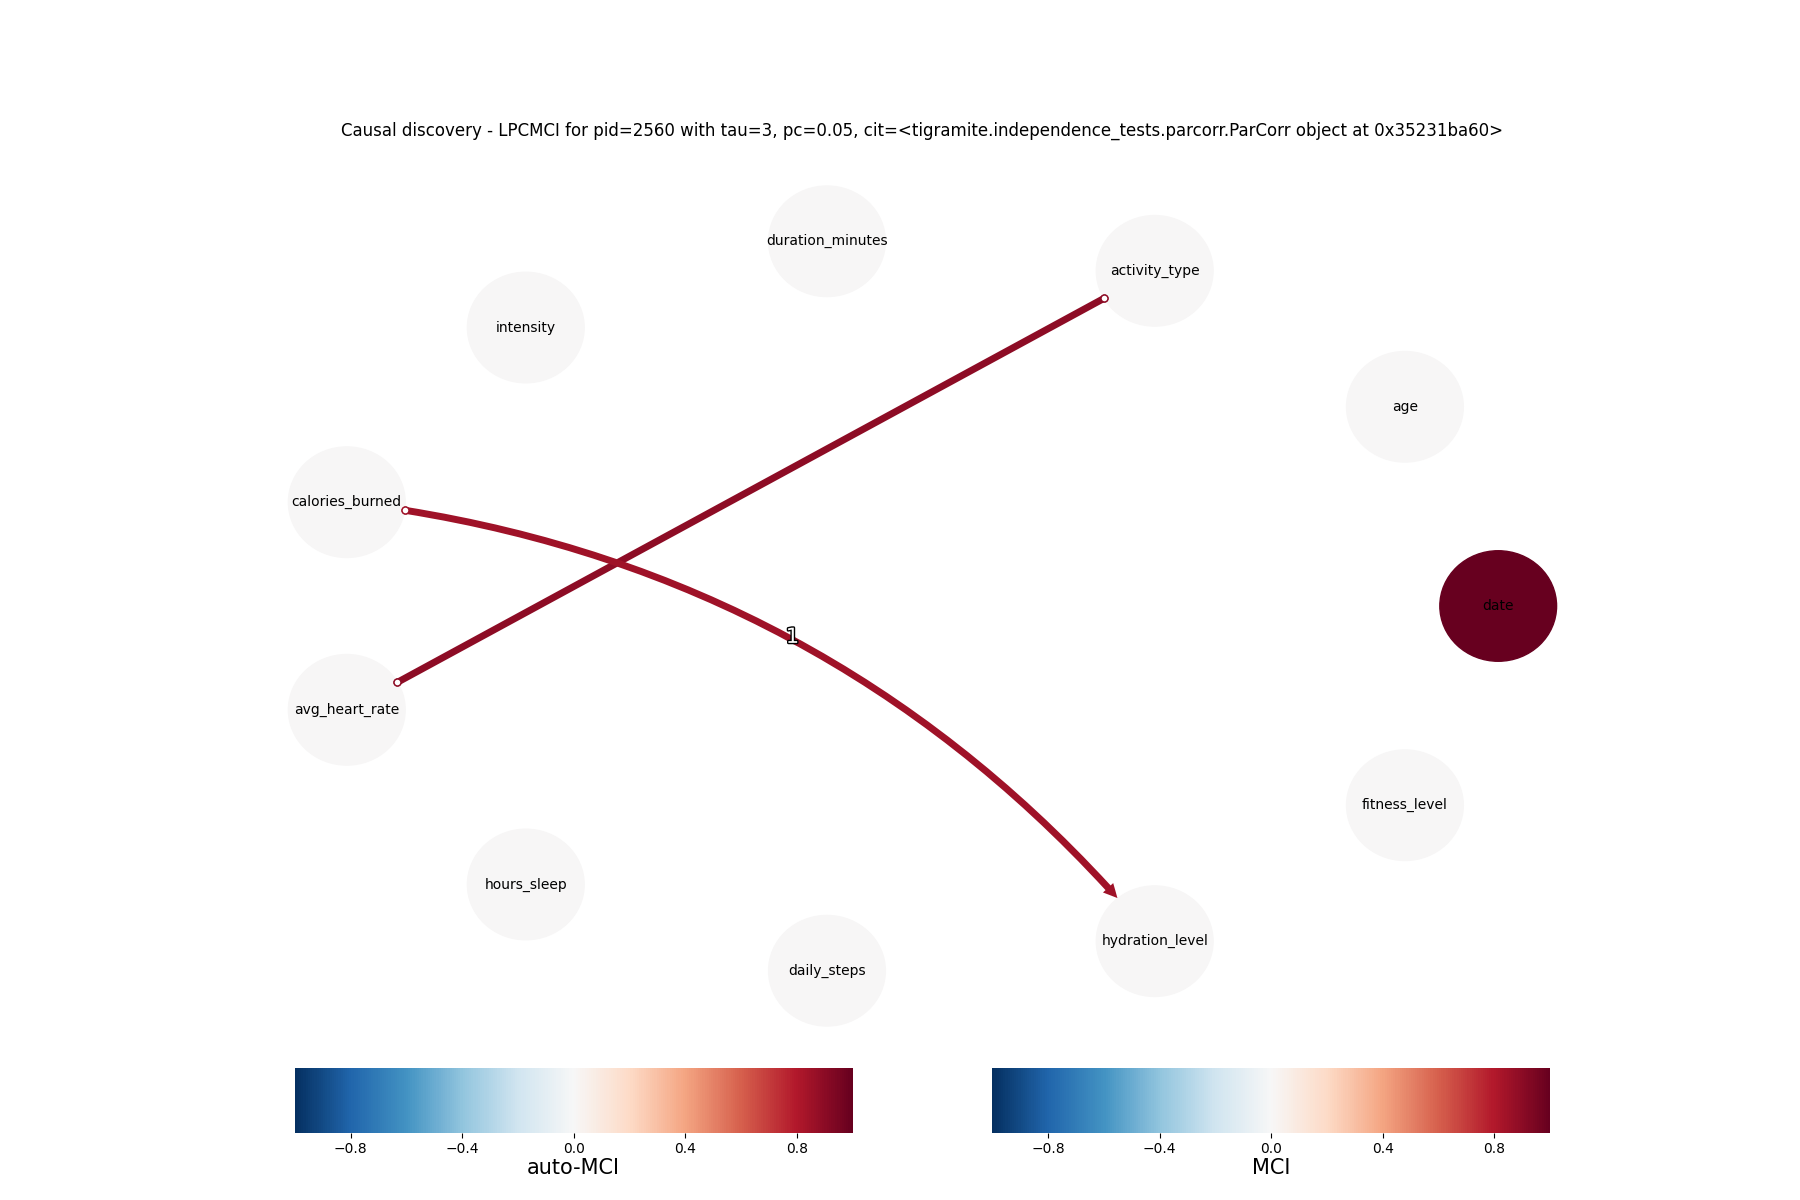 Causal discovery - LPCMCI for pid=2560 with tau=3, pc=0.05, cit=<tigramite.independence_tests.parcorr.ParCorr object at 0x35231ba60>
duration_minutes
activity_type
intensity
age
calories_burned
date
1
avg_heart_rate
fitness_level
hours_sleep
hydration_level
daily_steps
−0.8 −0.4 0.0 0.4 0.8
auto-MCI
−0.8 −0.4 0.0 0.4 0.8
MCI